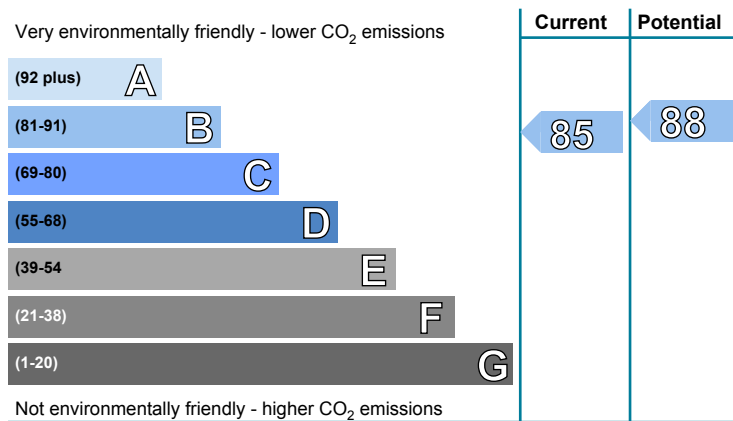 Current Potential
Very environmentally friendly - lower CO₂ emissions
(92 plus) A
(81-91) B
85 88
(69-80) C
(55-68) D
(39-54 E
(21-38) F
(1-20) G
Not environmentally friendly - higher CO₂ emissions